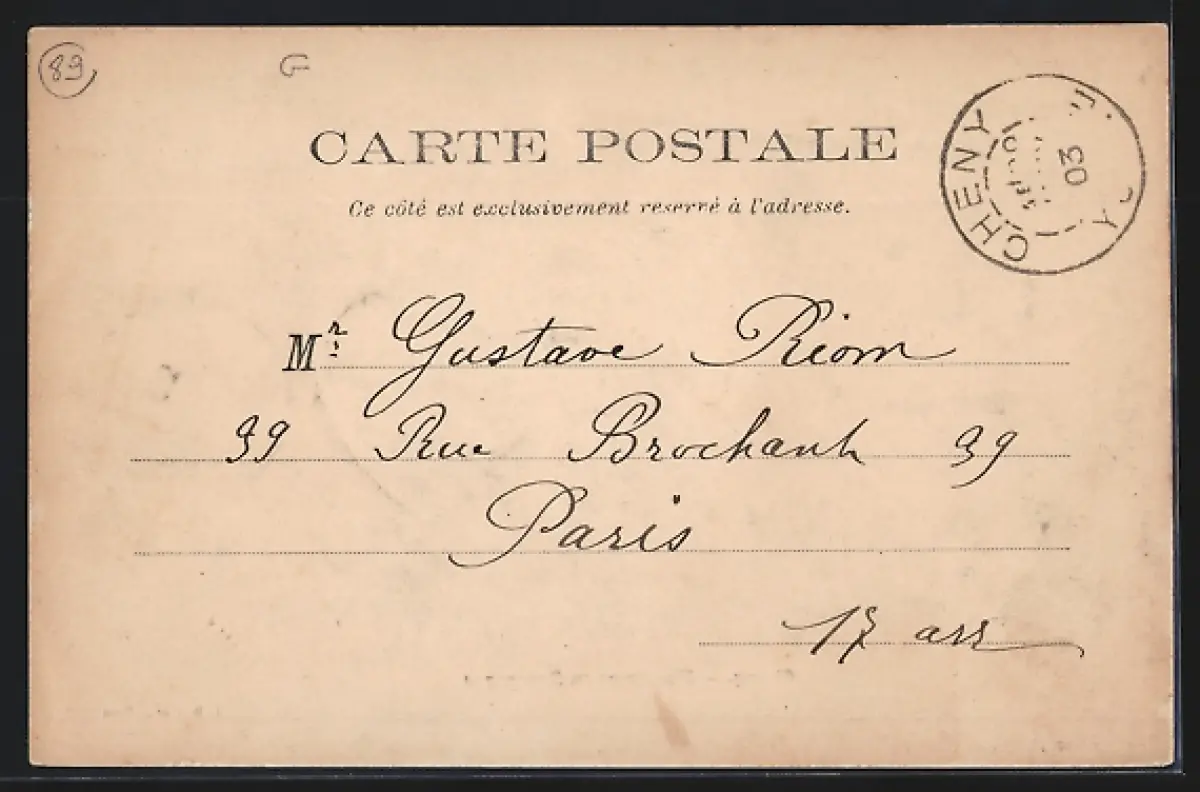 89
G
CARTE POSTALE
CHENY
03
Ce côté est exclusivement reservé à l'adresse.
Mr Gustave Riom
39 Rue Brochant 39
Paris
17 arr